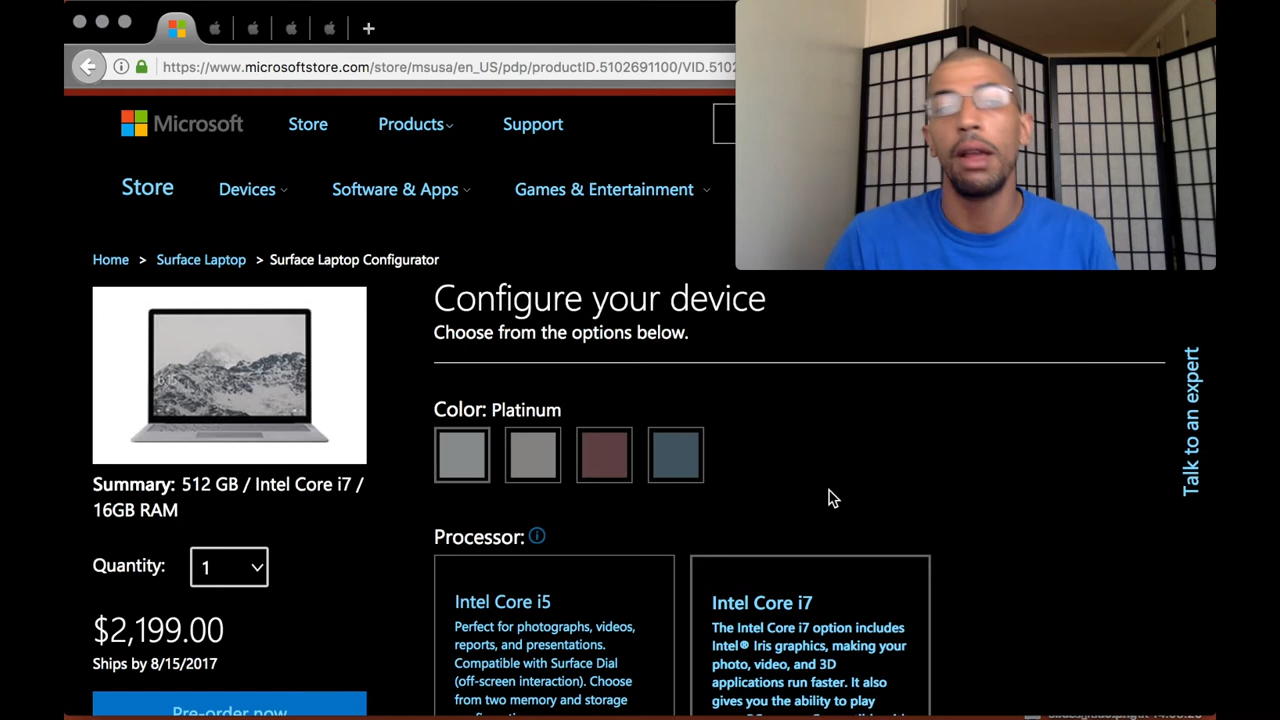 https://www.microsoftstore.com/store/msusa/en_US/pdp/productID.5102691100/VID.5102
Microsoft Store Products Support
Store Devices Software & Apps Games & Entertainment
Home > Surface Laptop > Surface Laptop Configurator
Configure your device
Choose from the options below.
Talk to an expert
Color: Platinum
Summary: 512 GB / Intel Core i7 /
16GB RAM
Quantity: 1
$2,199.00
Ships by 8/15/2017
Pre-order now
Processor:
Intel Core i5
Perfect for photographs, videos,
reports, and presentations.
Compatible with Surface Dial
(off-screen interaction). Choose
from two memory and storage
Intel Core i7
The Intel Core i7 option includes
Intel® Iris graphics, making your
photo, video, and 3D
applications run faster. It also
gives you the ability to play